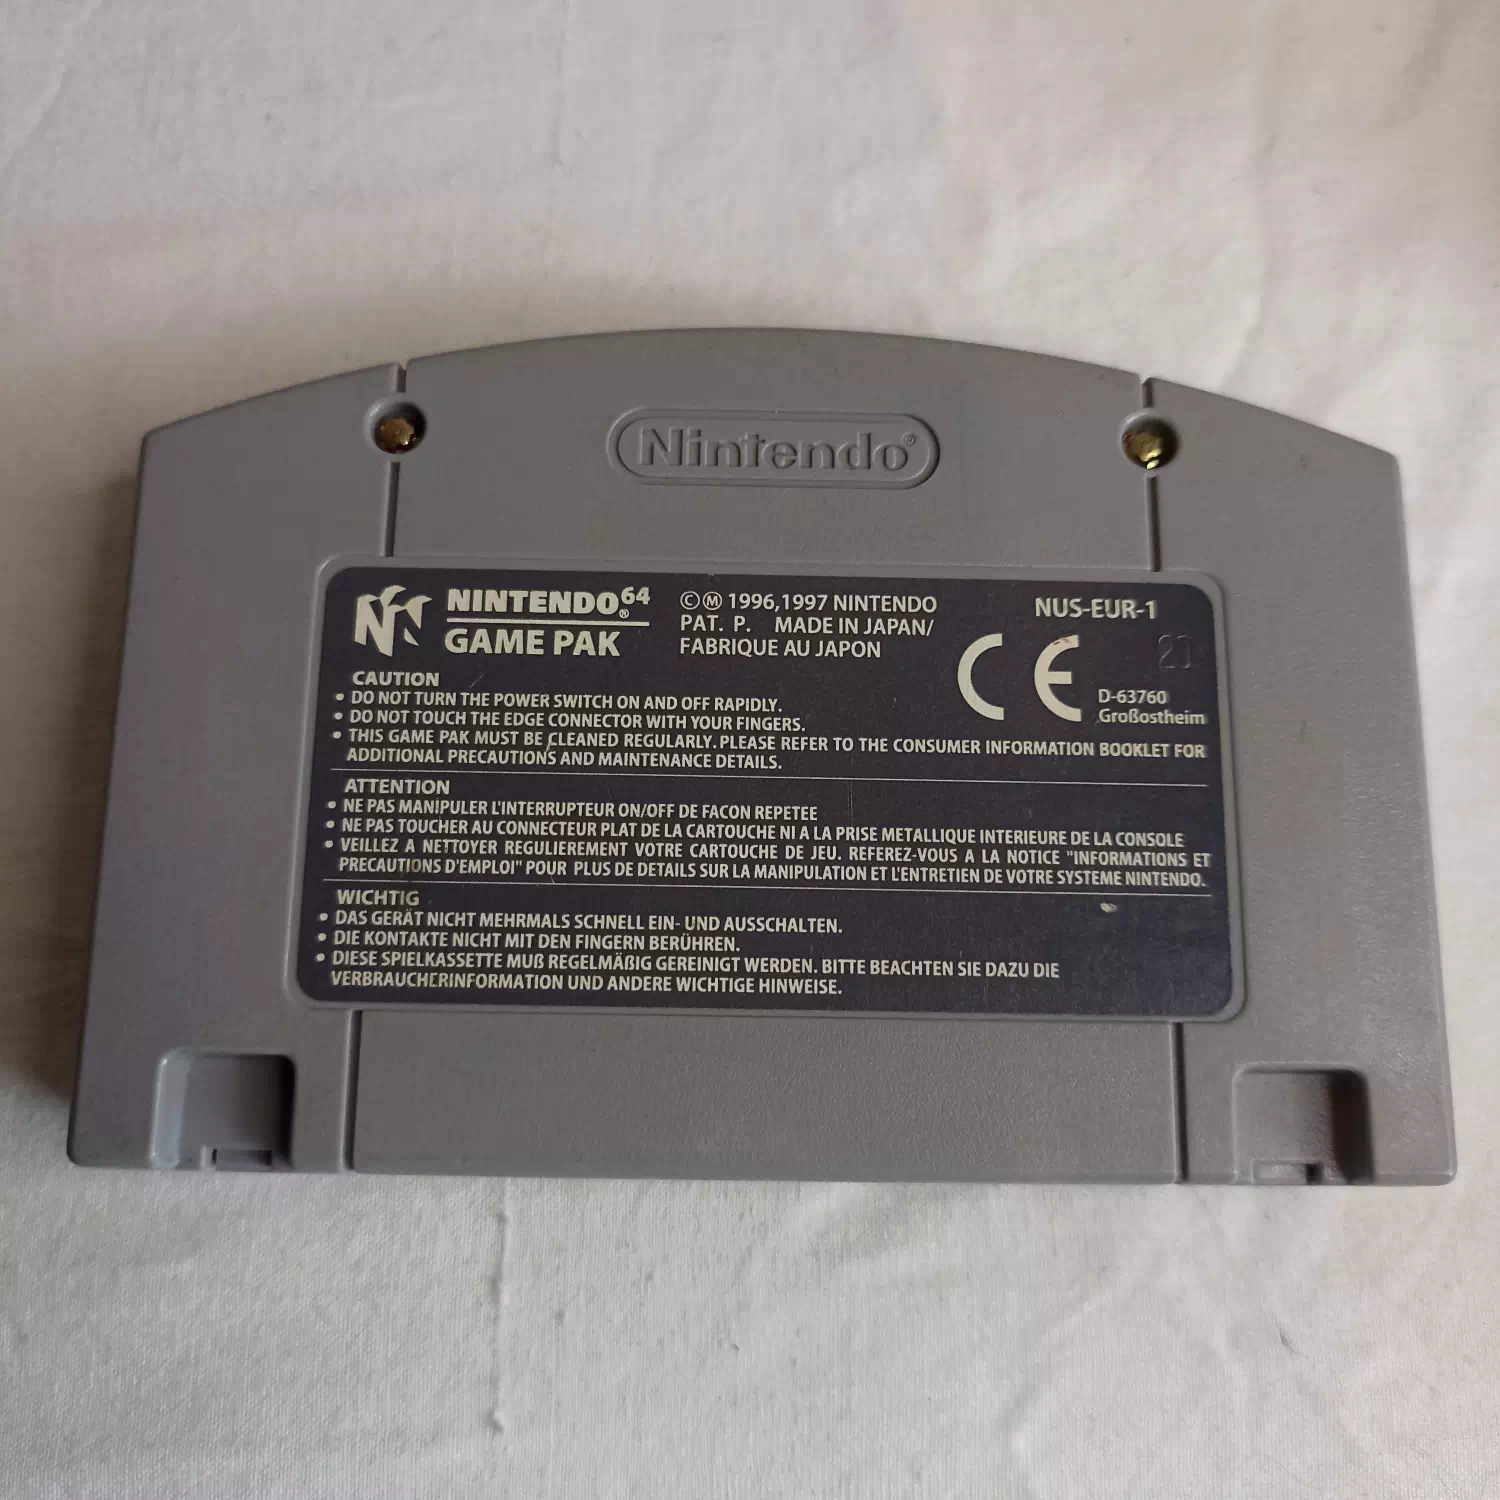 Nintendo®
NINTENDO⁶⁴®
GAME PAK
ⒸⓂ 1996,1997 NINTENDO
PAT. P. MADE IN JAPAN/
FABRIQUE AU JAPON
NUS-EUR-1
20
CE
D-63760
Großostheim
CAUTION
• DO NOT TURN THE POWER SWITCH ON AND OFF RAPIDLY.
• DO NOT TOUCH THE EDGE CONNECTOR WITH YOUR FINGERS.
• THIS GAME PAK MUST BE CLEANED REGULARLY. PLEASE REFER TO THE CONSUMER INFORMATION BOOKLET FOR
ADDITIONAL PRECAUTIONS AND MAINTENANCE DETAILS.
ATTENTION
• NE PAS MANIPULER L'INTERRUPTEUR ON/OFF DE FACON REPETEE
• NE PAS TOUCHER AU CONNECTEUR PLAT DE LA CARTOUCHE NI A LA PRISE METALLIQUE INTERIEURE DE LA CONSOLE
• VEILLEZ A NETTOYER REGULIEREMENT VOTRE CARTOUCHE DE JEU. REFEREZ-VOUS A LA NOTICE "INFORMATIONS ET
PRECAUTIONS D'EMPLOI" POUR PLUS DE DETAILS SUR LA MANIPULATION ET L'ENTRETIEN DE VOTRE SYSTEME NINTENDO.
WICHTIG
• DAS GERÄT NICHT MEHRMALS SCHNELL EIN- UND AUSSCHALTEN.
• DIE KONTAKTE NICHT MIT DEN FINGERN BERÜHREN.
• DIESE SPIELKASSETTE MUß REGELMÄßIG GEREINIGT WERDEN. BITTE BEACHTEN SIE DAZU DIE
VERBRAUCHERINFORMATION UND ANDERE WICHTIGE HINWEISE.